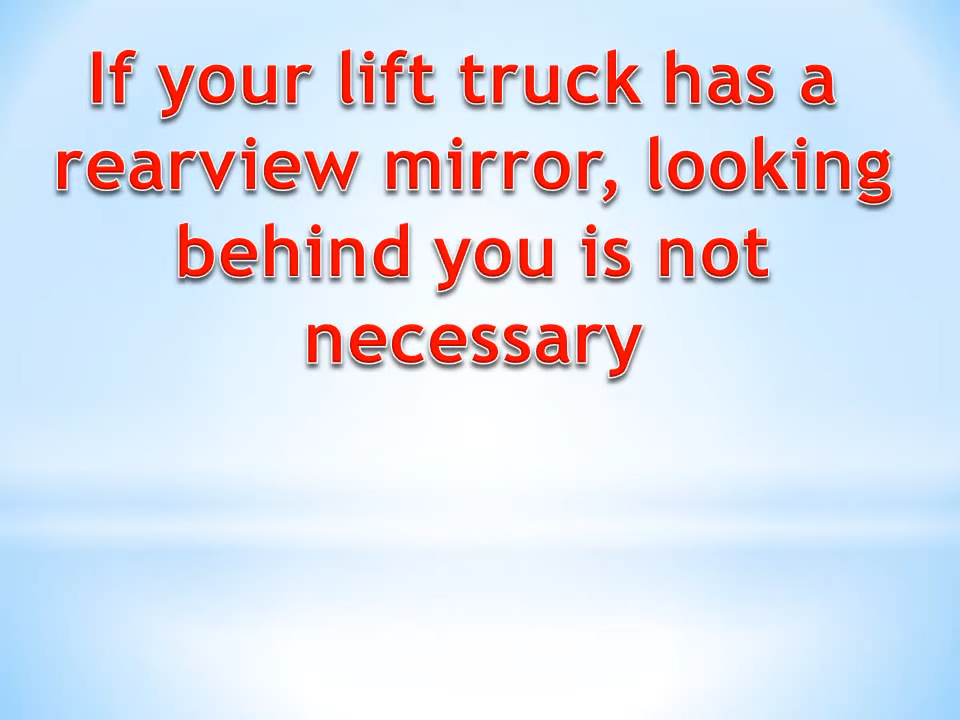 If your lift truck has a
rearview mirror, looking
behind you is not
necessary